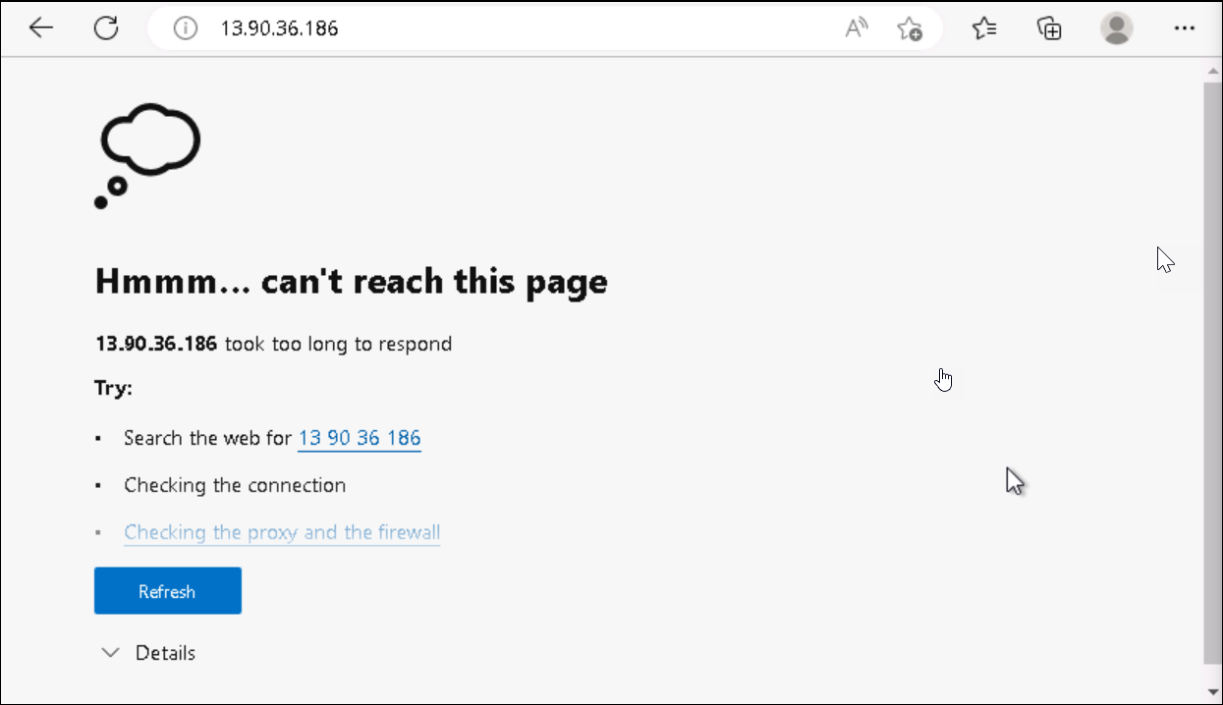 13.90.36.186
Hmmm... can't reach this page
13.90.36.186 took too long to respond
Try:
▪ Search the web for 13 90 36 186
▪ Checking the connection
▪ Checking the proxy and the firewall
Refresh
Details